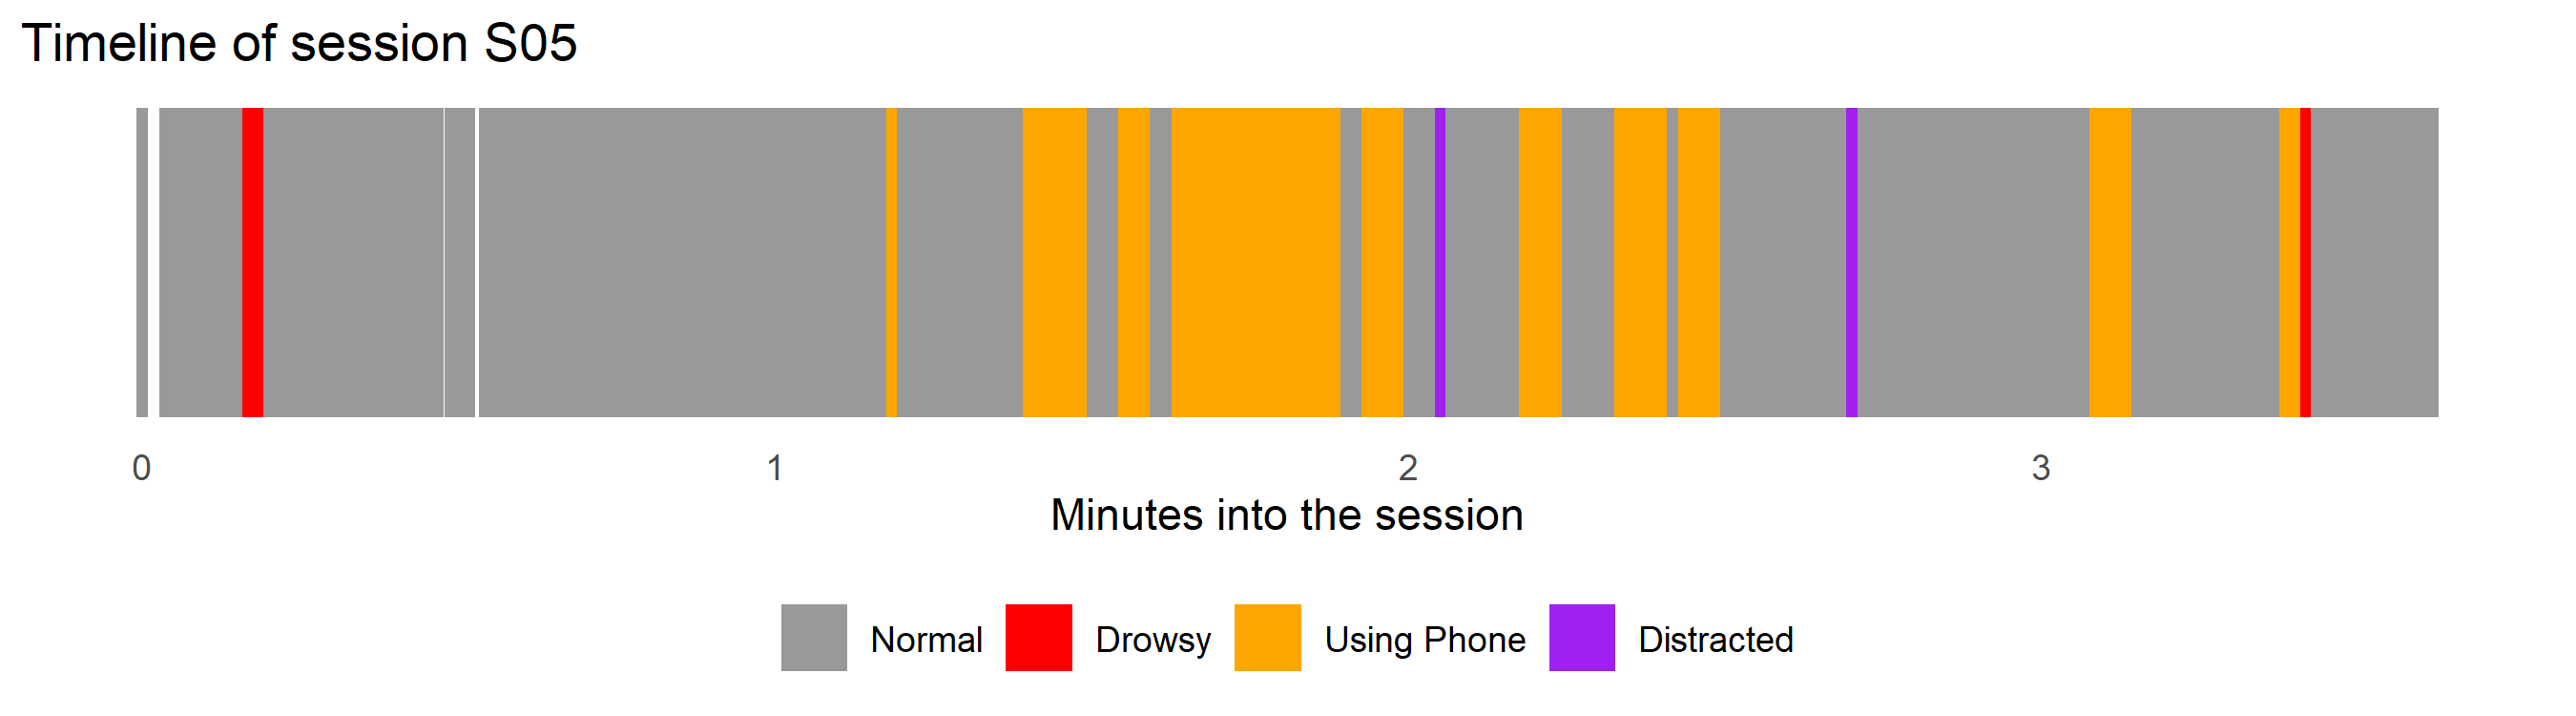 Timeline of session S05
0 1 2 3
Minutes into the session
Normal Drowsy Using Phone Distracted